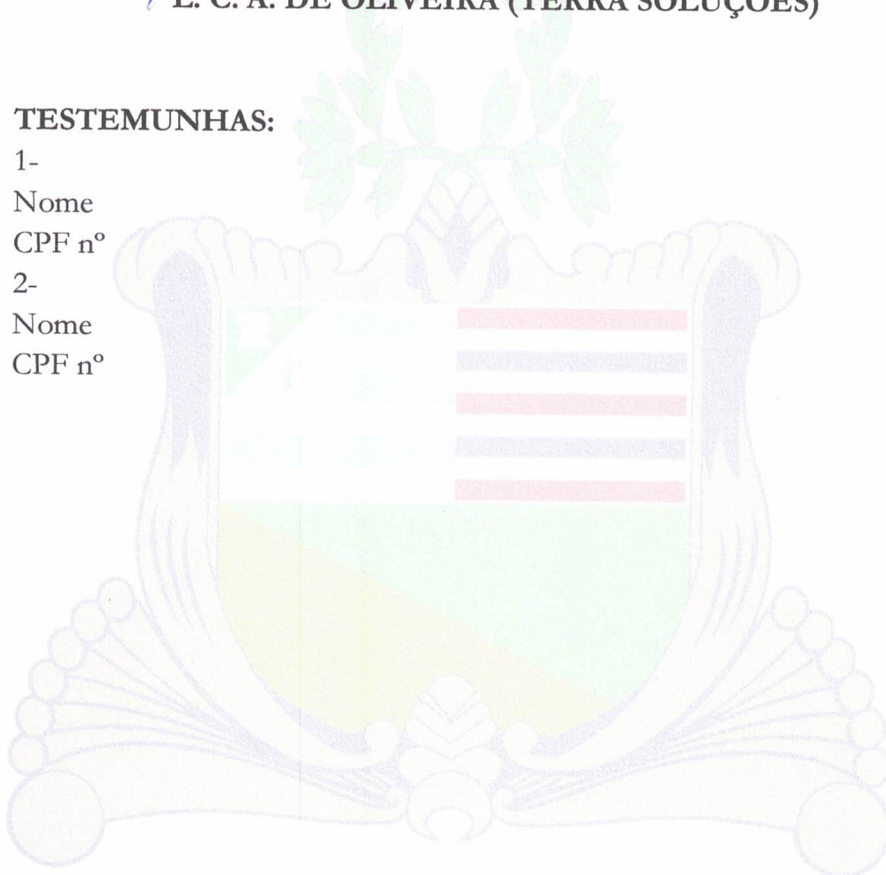 L. C. A. DE OLIVEIRA (TERRA SOLUÇÕES)
TESTEMUNHAS:
1-
Nome
CPF nº
2-
Nome
CPF nº